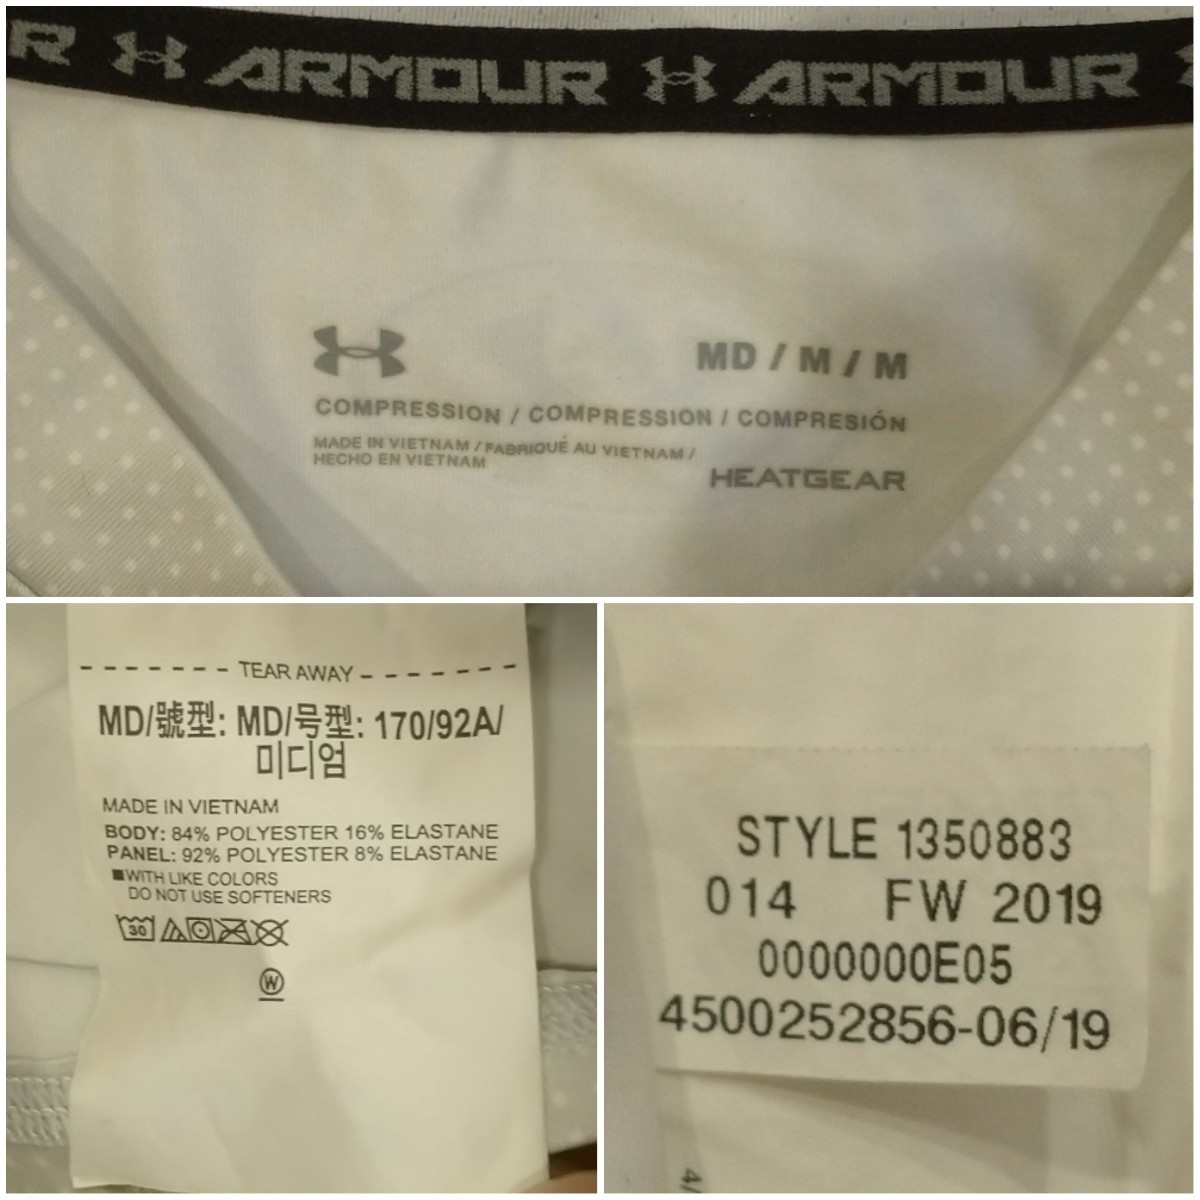 R ARMOUR ARMOUR
MD / M / M
COMPRESSION / COMPRESSION / COMPRESIÓN
MADE IN VIETNAM / FABRIQUÉ AU VIETNAM /
HECHO EN VIETNAM
HEATGEAR
TEAR AWAY
MD/號型: MD/号型: 170/92A/
미디엄
MADE IN VIETNAM
BODY: 84% POLYESTER 16% ELASTANE
PANEL: 92% POLYESTER 8% ELASTANE
■WITH LIKE COLORS
DO NOT USE SOFTENERS
30
W
STYLE 1350883
014 FW 2019
0000000E05
4500252856-06/19
4/